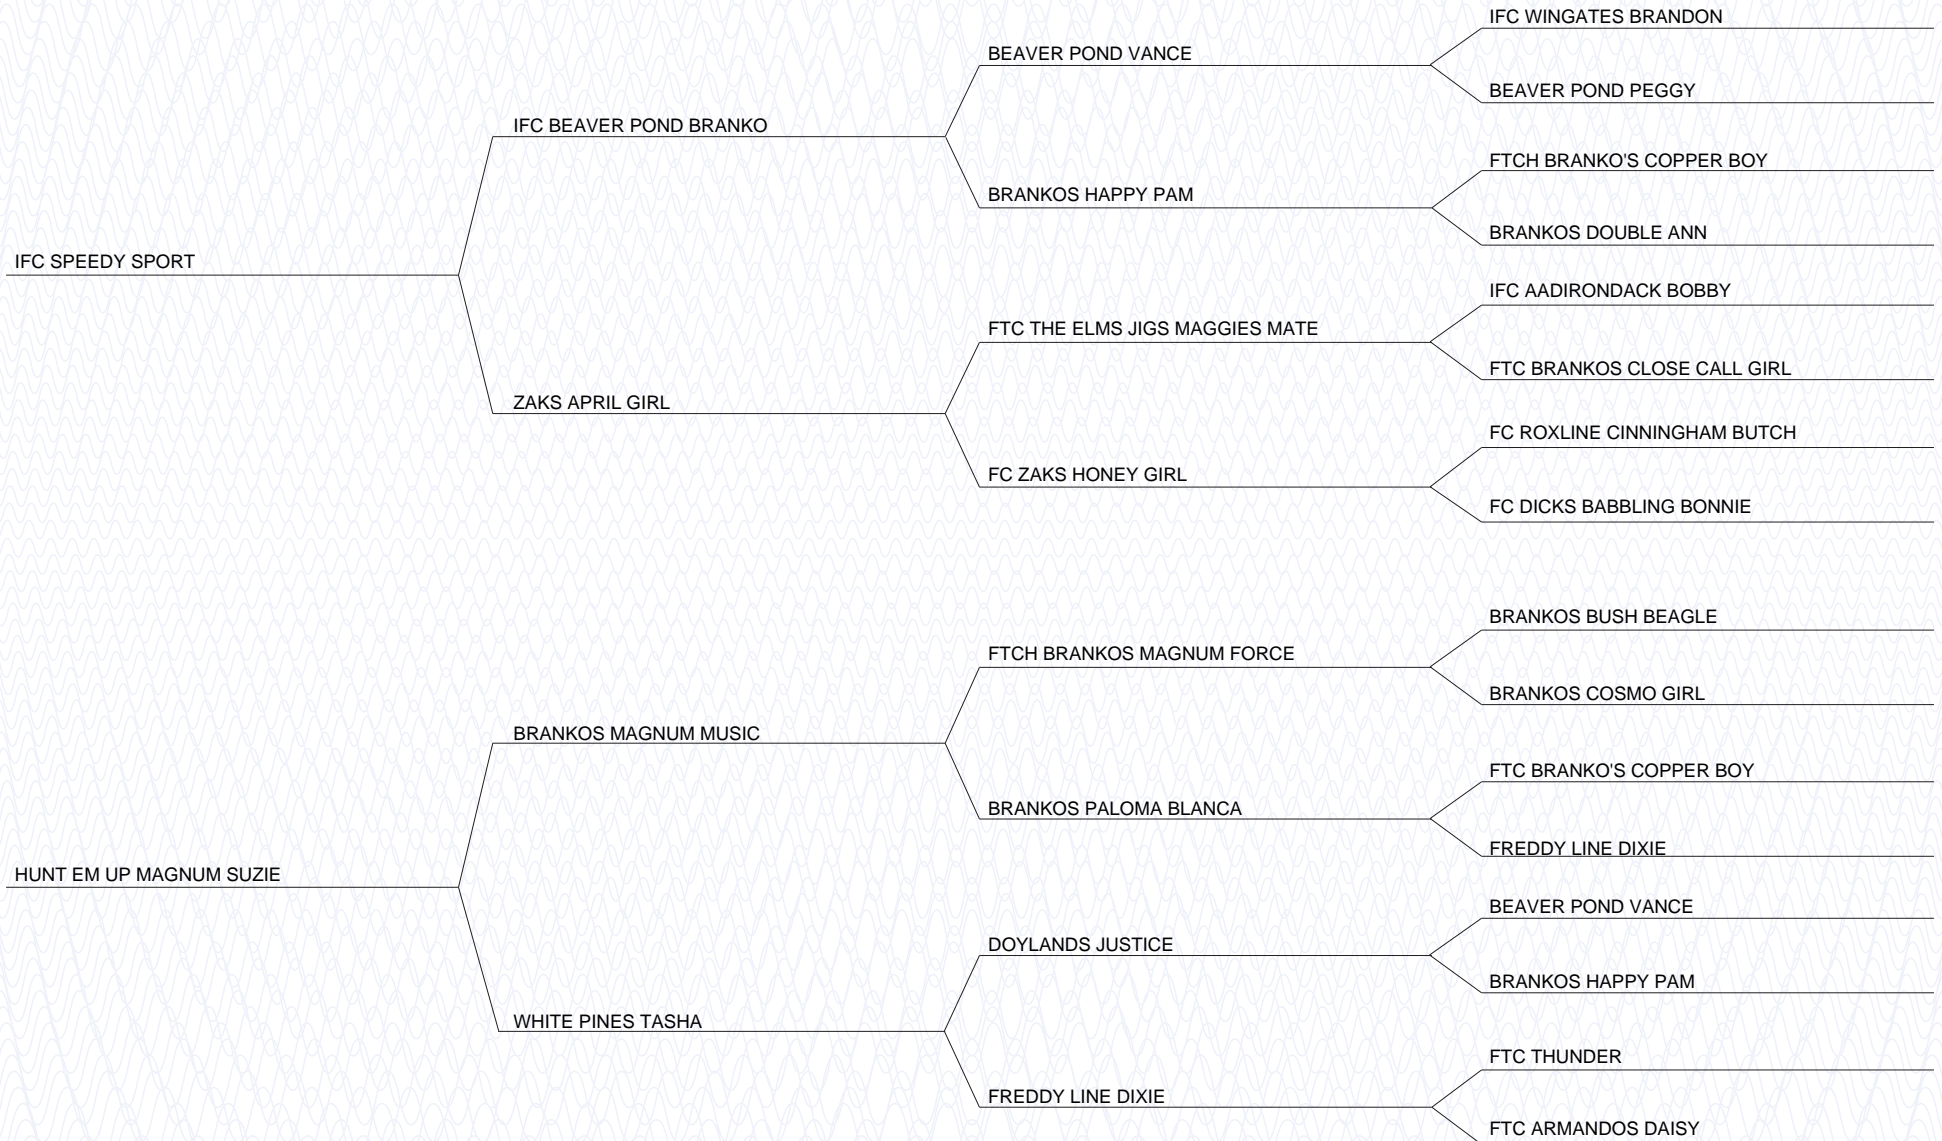 IFC WINGATES BRANDON
BEAVER POND VANCE
BEAVER POND PEGGY
IFC BEAVER POND BRANKO
FTCH BRANKO'S COPPER BOY
BRANKOS HAPPY PAM
BRANKOS DOUBLE ANN
IFC SPEEDY SPORT
IFC AADIRONDACK BOBBY
FTC THE ELMS JIGS MAGGIES MATE
FTC BRANKOS CLOSE CALL GIRL
ZAKS APRIL GIRL
FC ROXLINE CINNINGHAM BUTCH
FC ZAKS HONEY GIRL
FC DICKS BABBLING BONNIE
BRANKOS BUSH BEAGLE
FTCH BRANKOS MAGNUM FORCE
BRANKOS COSMO GIRL
BRANKOS MAGNUM MUSIC
FTC BRANKO'S COPPER BOY
BRANKOS PALOMA BLANCA
FREDDY LINE DIXIE
HUNT EM UP MAGNUM SUZIE
BEAVER POND VANCE
DOYLANDS JUSTICE
BRANKOS HAPPY PAM
WHITE PINES TASHA
FTC THUNDER
FREDDY LINE DIXIE
FTC ARMANDOS DAISY